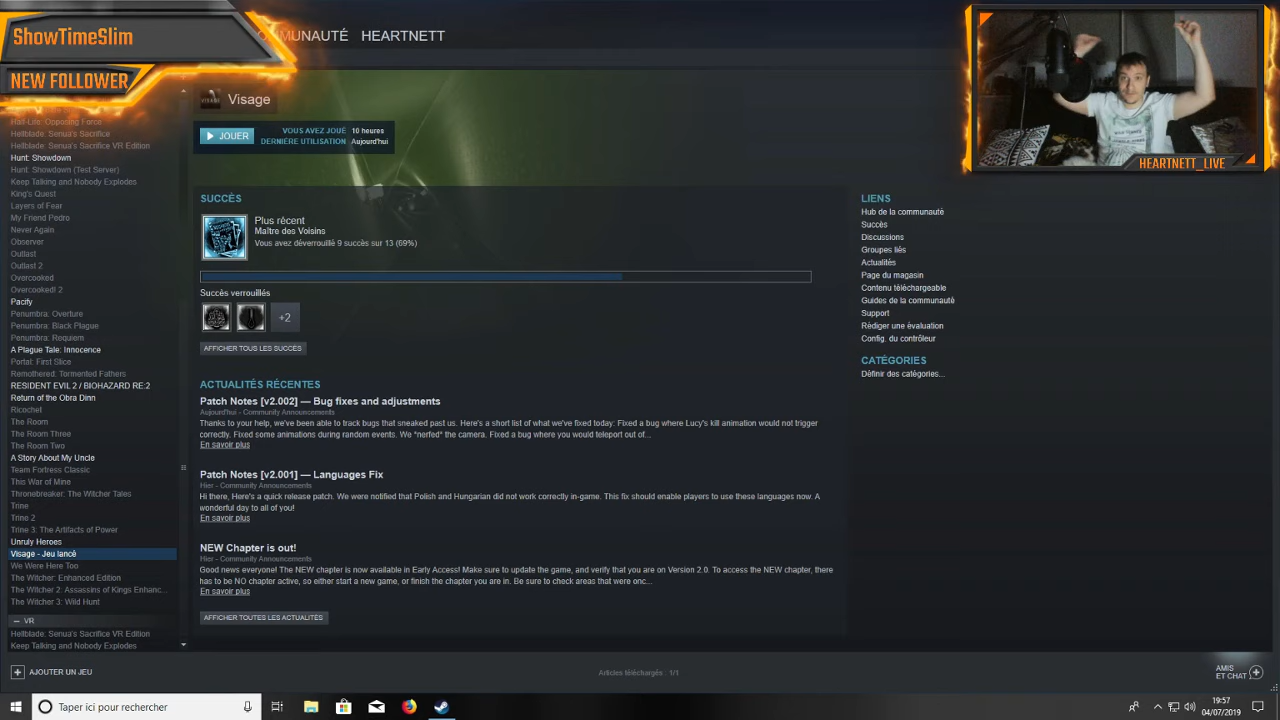 ShowTimeSlim
NEW FOLLOWER
MUNAUTÉ HEARTNETT
HEARTNETT_LIVE
Half-Life: Opposing Force
Hellblade: Senua's Sacrifice
Hellblade: Senua's Sacrifice VR Edition
Hunt: Showdown
Hunt: Showdown (Test Server)
Keep Talking and Nobody Explodes
King's Quest
Layers of Fear
My Friend Pedro
Never Again
Observer
Outlast
Outlast 2
Overcooked
Overcooked! 2
Pacify
Penumbra: Overture
Penumbra: Black Plague
Penumbra: Requiem
A Plague Tale: Innocence
Portal: First Slice
Remothered: Tormented Fathers
RESIDENT EVIL 2 / BIOHAZARD RE:2
Return of the Obra Dinn
Ricochet
The Room
The Room Three
The Room Two
A Story About My Uncle
Team Fortress Classic
This War of Mine
Thronebreaker: The Witcher Tales
Trine
Trine 2
Trine 3: The Artifacts of Power
Unruly Heroes
Visage - Jeu lancé
We Were Here Too
The Witcher: Enhanced Edition
The Witcher 2: Assassins of Kings Enhanc...
The Witcher 3: Wild Hunt
— VR
Hellblade: Senua's Sacrifice VR Edition
Keep Talking and Nobody Explodes
VISAGE
Visage
JOUER
VOUS AVEZ JOUÉ 10 heures
DERNIÈRE UTILISATION Aujourd'hui
SUCCÈS
Plus récent
Maître des Voisins
Vous avez déverrouillé 9 succès sur 13 (69%)
Succès verrouillés
+2
AFFICHER TOUS LES SUCCÈS
ACTUALITÉS RÉCENTES
Patch Notes [v2.002] — Bug fixes and adjustments
Aujourd'hui - Community Announcements
Thanks to your help, we've been able to track bugs that sneaked past us. Here's a short list of what we've fixed today: Fixed a bug where Lucy's kill animation would not trigger
correctly. Fixed some animations during random events. We *nerfed* the camera. Fixed a bug where you would teleport out of...
En savoir plus
Patch Notes [v2.001] — Languages Fix
Hier - Community Announcements
Hi there, Here's a quick release patch. We were notified that Polish and Hungarian did not work correctly in-game. This fix should enable players to use these languages now. A
wonderful day to all of you!
En savoir plus
NEW Chapter is out!
Hier - Community Announcements
Good news everyone! The NEW chapter is now available in Early Access! Make sure to update the game, and verify that you are on Version 2.0. To access the NEW chapter, there
has to be NO chapter active, so either start a new game, or finish the chapter you are in. Be sure to check areas that were onc...
En savoir plus
AFFICHER TOUTES LES ACTUALITÉS
LIENS
Hub de la communauté
Succès
Discussions
Groupes liés
Actualités
Page du magasin
Contenu téléchargeable
Guides de la communauté
Support
Rédiger une évaluation
Config. du contrôleur
CATÉGORIES
Définir des catégories...
AJOUTER UN JEU
Articles téléchargés : 1/1
AMIS
ET CHAT
Taper ici pour rechercher
19:57
04/07/2019